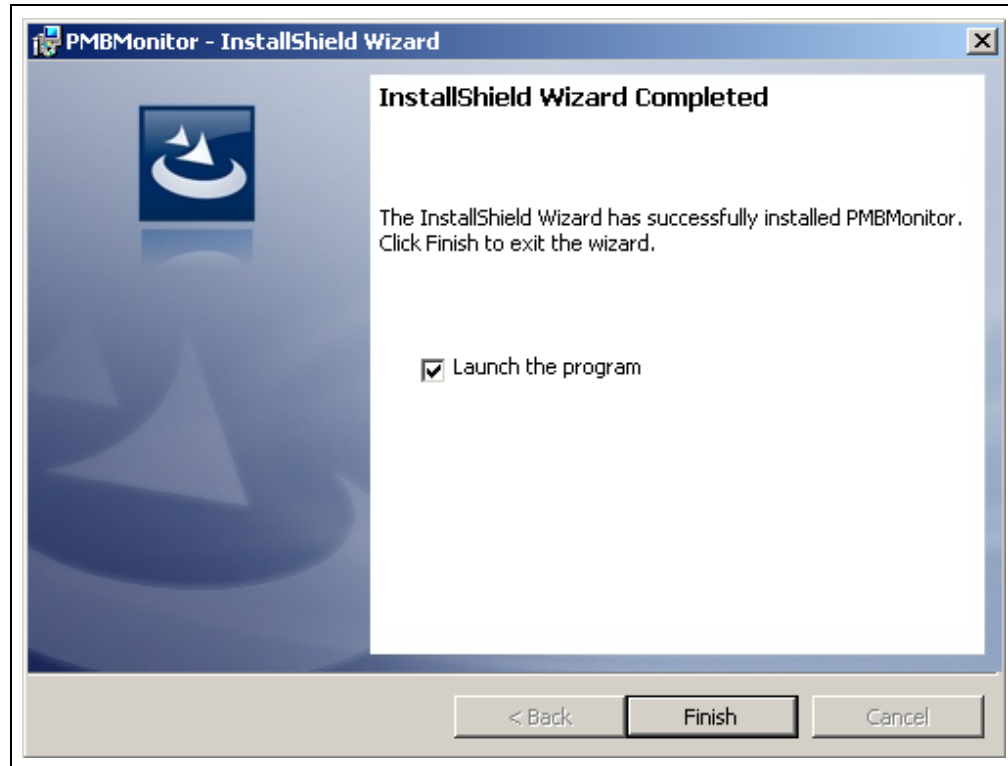 PMBMonitor - InstallShield Wizard
InstallShield Wizard Completed
The InstallShield Wizard has successfully installed PMBMonitor.
Click Finish to exit the wizard.
Launch the program
< Back
Finish
Cancel